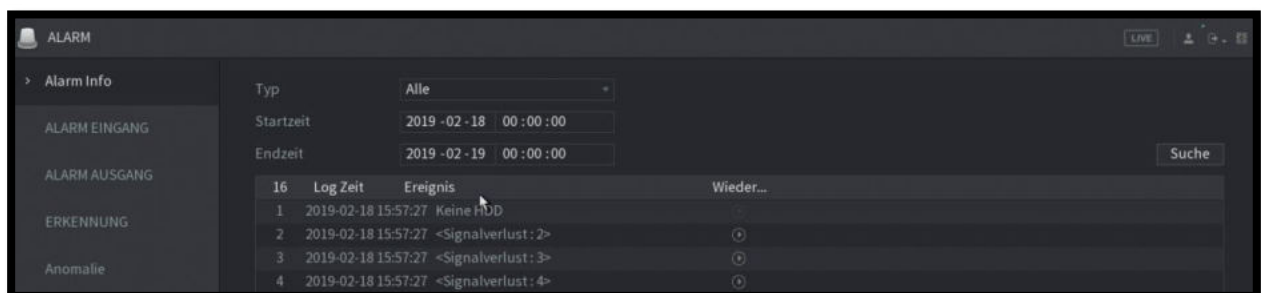 ALARM
LIVE
Alarm Info
Typ Alle
ALARM EINGANG
Startzeit 2019 -02 -18 00 :00 :00
Endzeit 2019 -02 -19 00 :00 :00
Suche
ALARM AUSGANG
16 Log Zeit Ereignis Wieder...
1 2019-02-18 15:57:27 Keine HDD
ERKENNUNG
2 2019-02-18 15:57:27 <Signalverlust : 2>
3 2019-02-18 15:57:27 <Signalverlust : 3>
Anomalie
4 2019-02-18 15:57:27 <Signalverlust : 4>